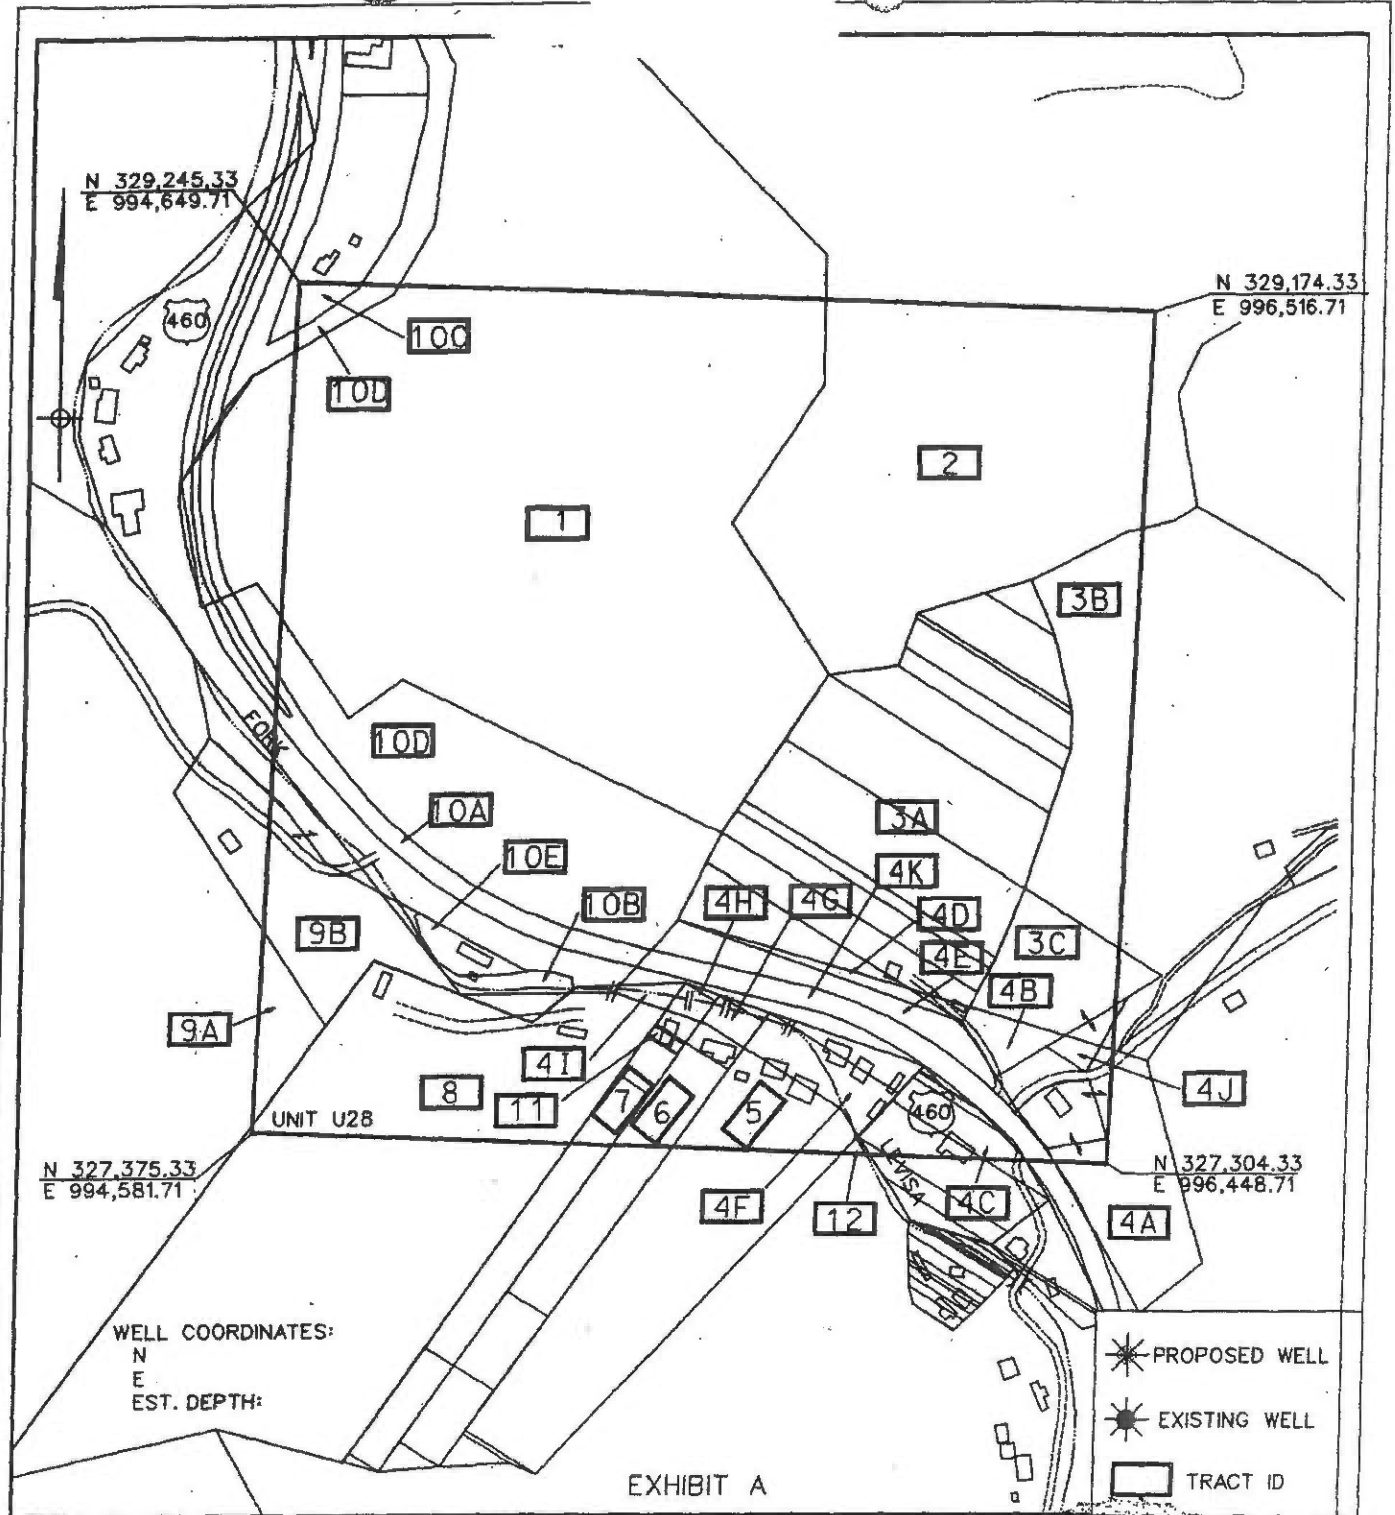 N 329,245.33
E 994,649.71
N 329,174.33
E 996,516.71
460
10C
10D
2
1
3B
FORK
10D
10A
3A
10E
4K
10B
4H
4G
4D
9B
3C
4E
4B
9A
4I
4J
8
11
7
6
5
460
UNIT U28
N 327,375.33
E 994,581.71
N 327,304.33
E 996,448.71
LEVISA
4F
12
4C
4A
WELL COORDINATES:
N
E
EST. DEPTH:
PROPOSED WELL
EXISTING WELL
TRACT ID
EXHIBIT A